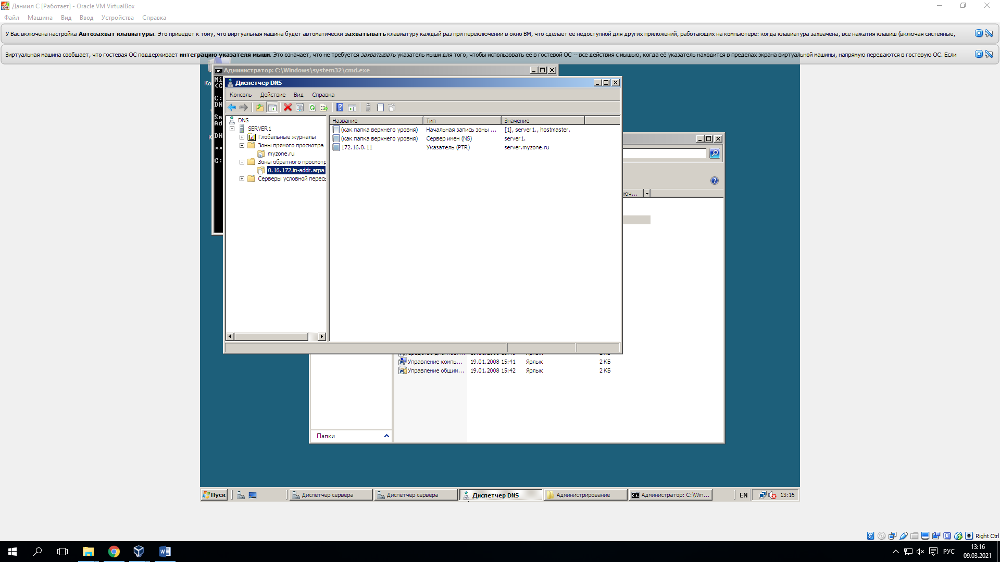 Даниил С [Работает] - Oracle VM VirtualBox
Файл Машина Вид Ввод Устройства Справка
У Вас включена настройка Автозахват клавиатуры. Это приведет к тому, что виртуальная машина будет автоматически захватывать клавиатуру каждый раз при переключении в окно ВМ, что сделает её недоступной для других приложений, работающих на компьютере: когда клавиатура захвачена, все нажатия клавиш (включая системные,
Виртуальная машина сообщает, что гостевая ОС поддерживает интеграцию указателя мыши. Это означает, что не требуется захватывать указатель мыши для того, чтобы использовать её в гостевой ОС -- все действия с мышью, когда её указатель находится в пределах экрана виртуальной машины, напрямую передаются в гостевую ОС. Если
Администратор: C:\Windows\system32\cmd.exe
Ко
Mi
<C
C:
DN
Se
Ad
DN
**
C:
К
Диспетчер DNS
Консоль Действие Вид Справка
DNS
SERVER1
Глобальные журналы
Зоны прямого просмотра
myzone.ru
Зоны обратного просмотр
0.16.172.in-addr.arpa
Серверы условной пересы
Название Тип Значение
(как папка верхнего уровня) Начальная запись зоны ... [1], server1., hostmaster.
(как папка верхнего уровня) Сервер имен (NS) server1.
172.16.0.11 Указатель (PTR) server.myzone.ru
юч...
Управление компь... 19.01.2008 15:41 Ярлык 2 КБ
Управление общим... 19.01.2008 15:42 Ярлык 2 КБ
Папки
Пуск Диспетчер сервера Диспетчер сервера Диспетчер DNS Администрирование Администратор: C:\Win... EN 13:16
Right Ctrl
РУС 13:16
09.03.2021